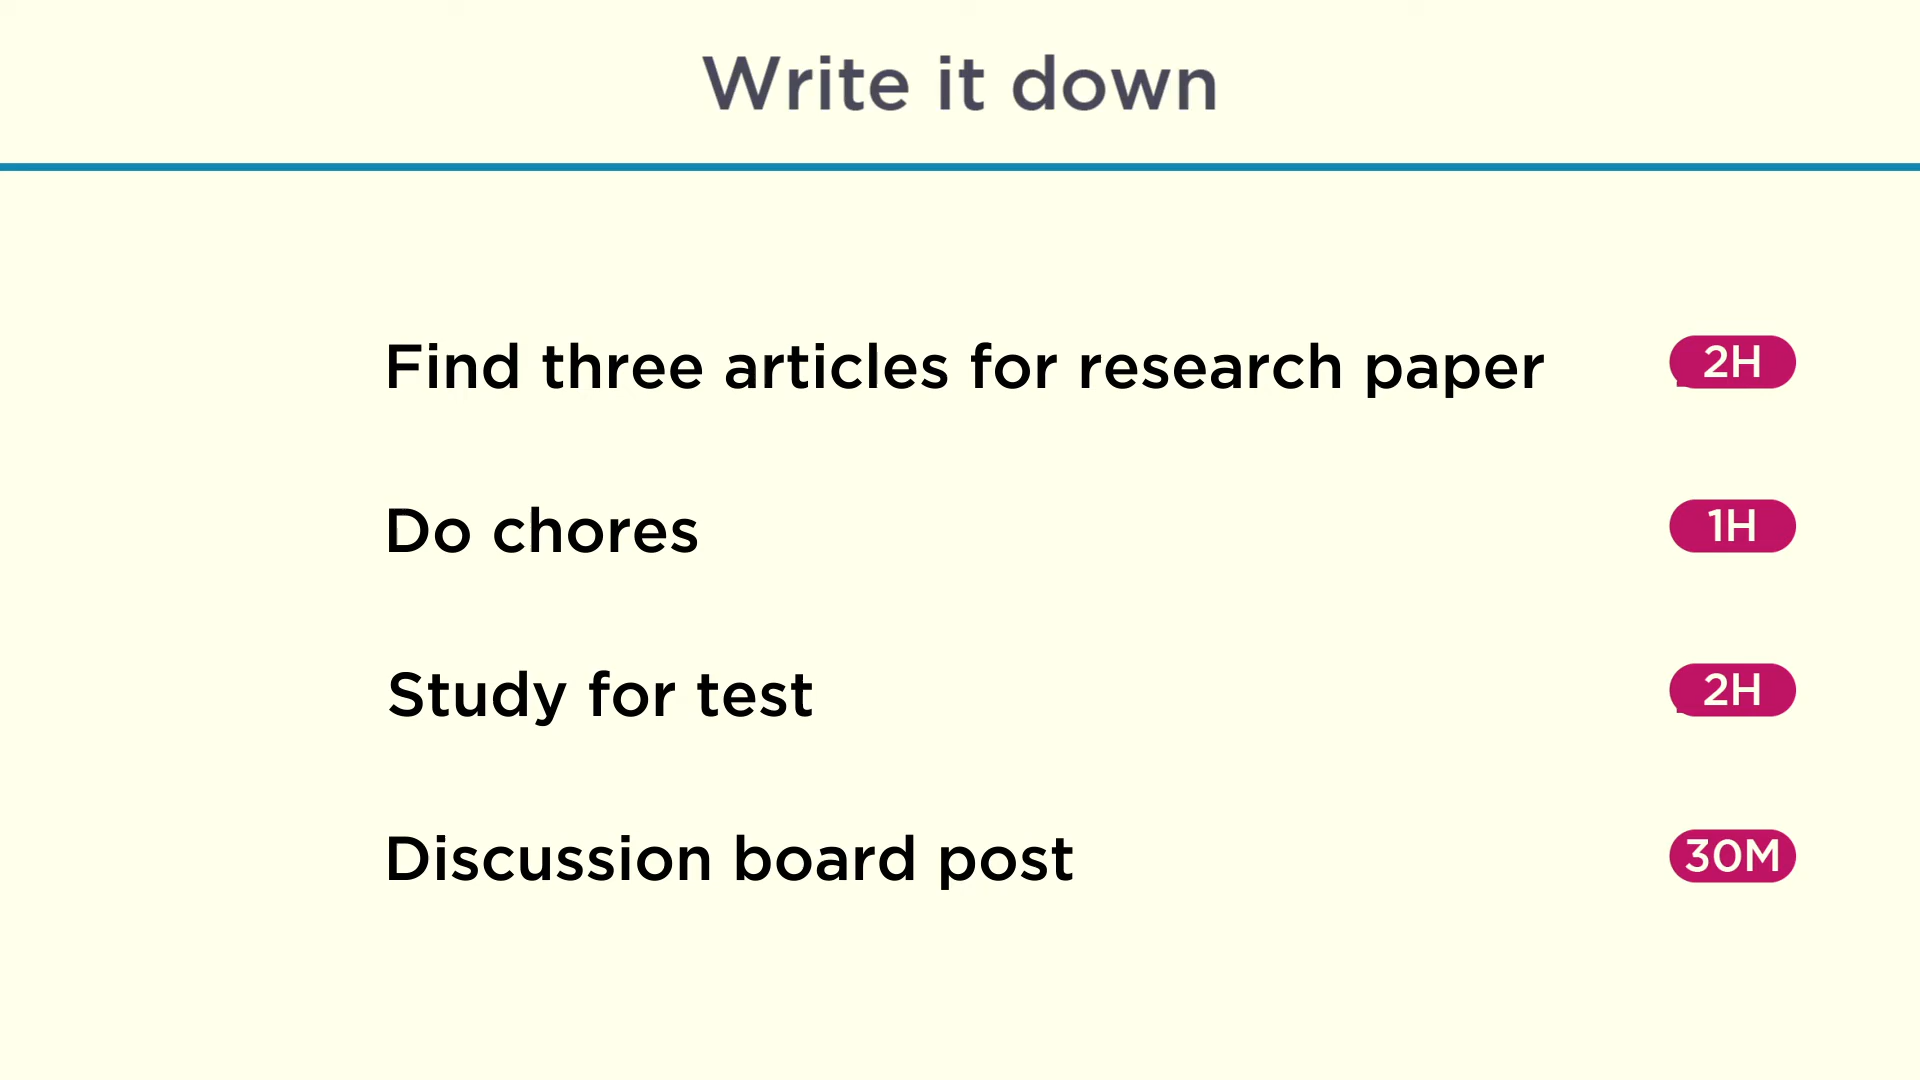 Write it down
Find three articles for research paper 2H
Do chores 1H
Study for test 2H
Discussion board post 30M